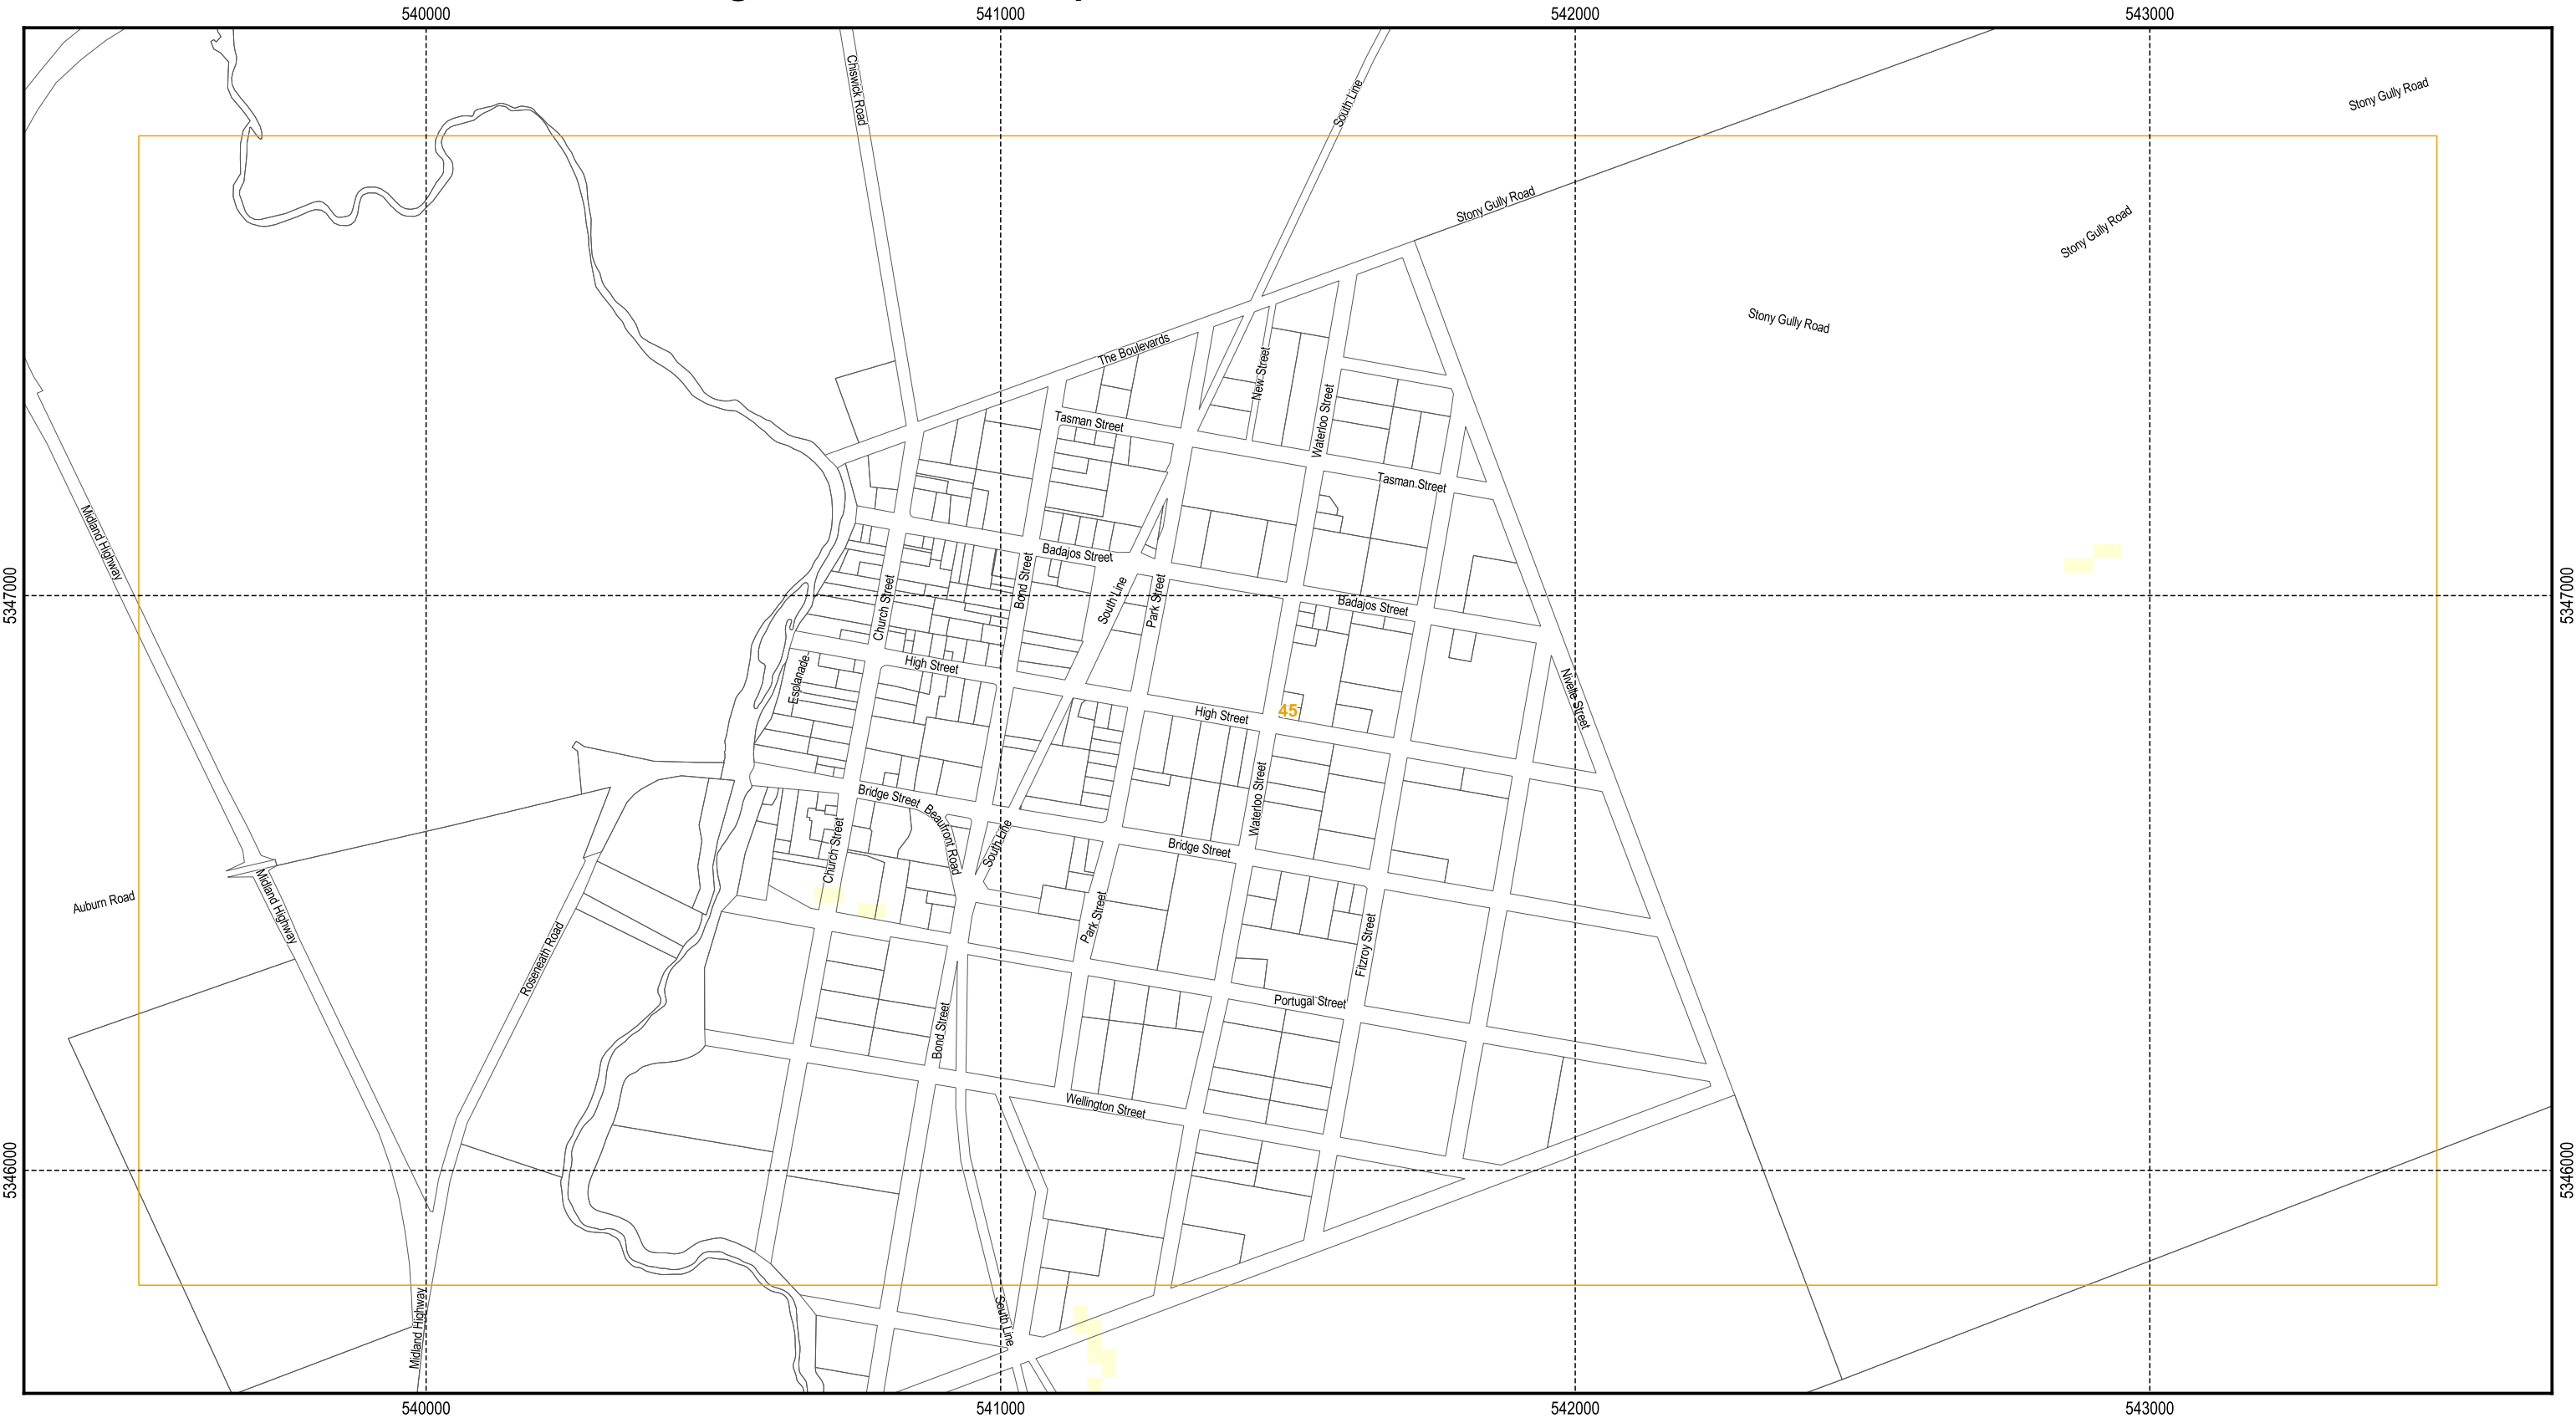 540000
541000
542000
543000
Chiswick Road
South Line
Stony Gully Road
Stony Gully Road
Stony Gully Road
Stony Gully Road
The Boulevards
New Street
Waterloo Street
Tasman Street
Tasman Street
Midland Highway
Badajos Street
Bond Street
South Line
Park Street
Church Street
Badajos Street
5347000
5347000
High Street
Esplanade
High Street
45
Nivelle Street
Bridge Street
Beaufront Road
South Line
Waterloo Street
Church Street
Bridge Street
Auburn Road
Midland Highway
Roseneath Road
Park Street
Fitzroy Street
Portugal Street
Bond Street
Wellington Street
5346000
5346000
Midland Highway
South Line
540000
541000
542000
543000